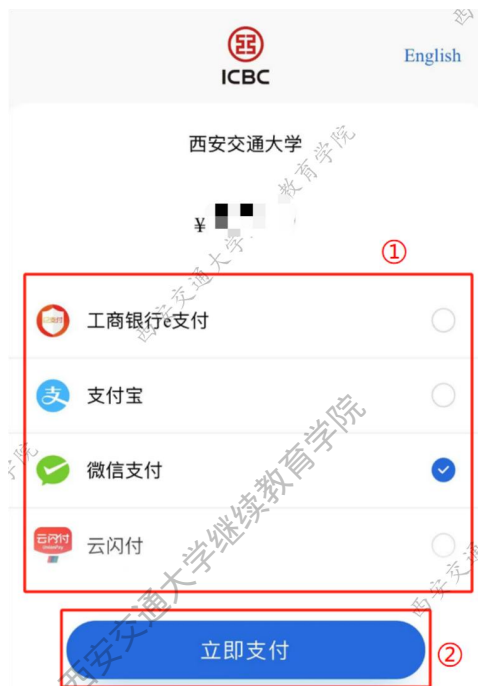 ICBC
English
西安交通大学
¥
①
工商银行e支付
支付宝
微信支付
云闪付
立即支付
②
西安交通大学继续教育学院